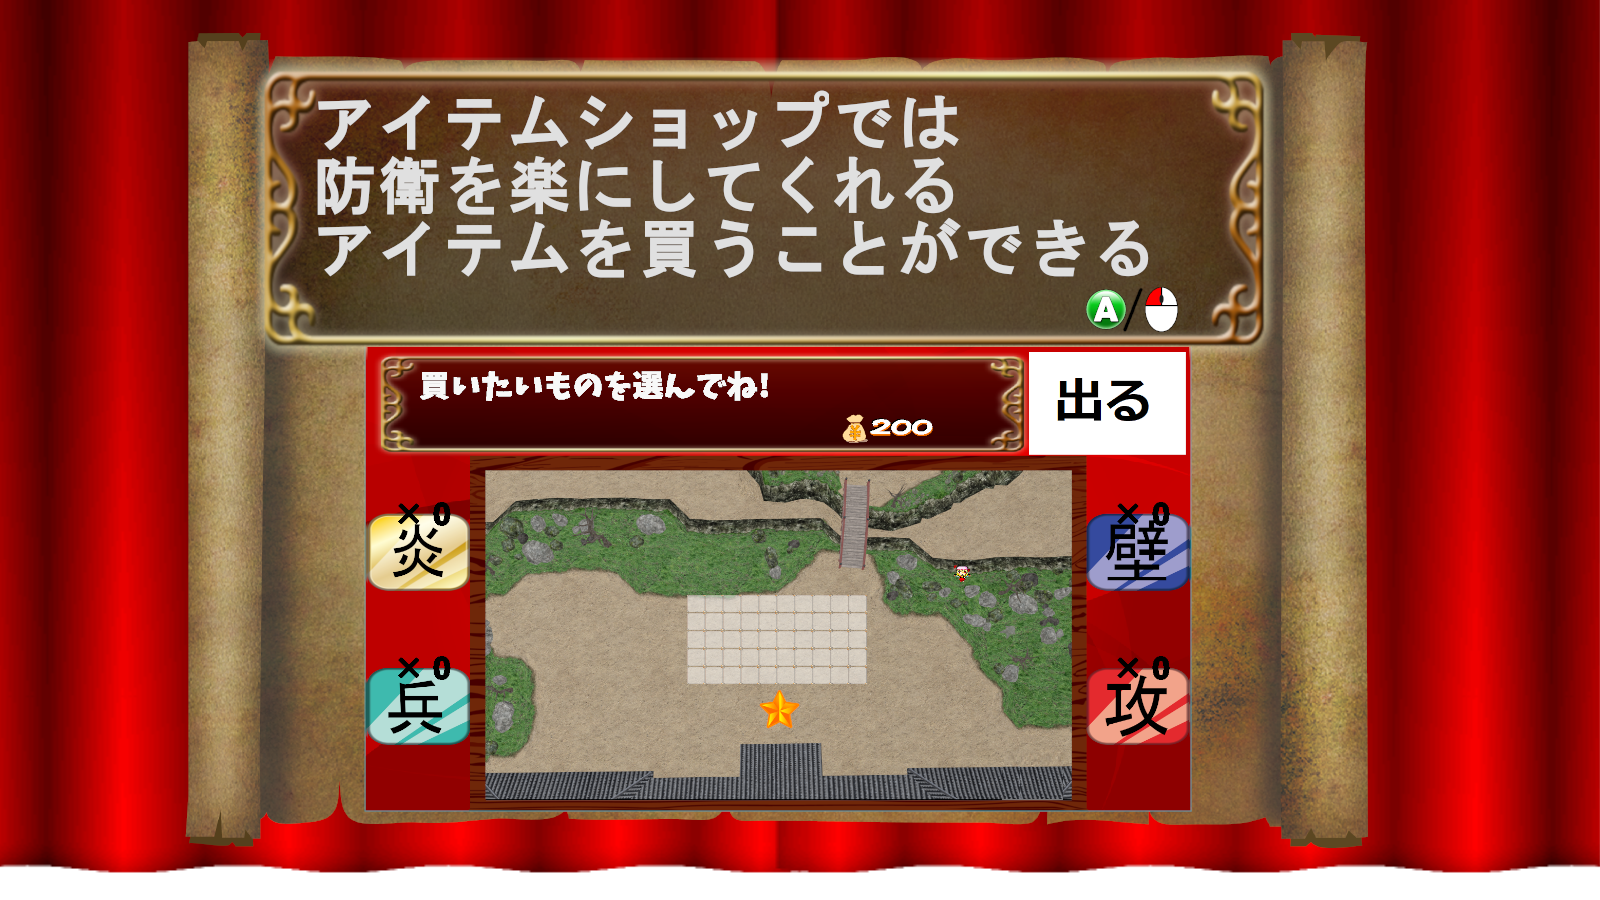 アイテムショップでは
防衛を楽にしてくれる
アイテムを買うことができる
A/
買いたいものを選んでね!
200
出る
×0
炎
×0
壁
×0
兵
×0
攻